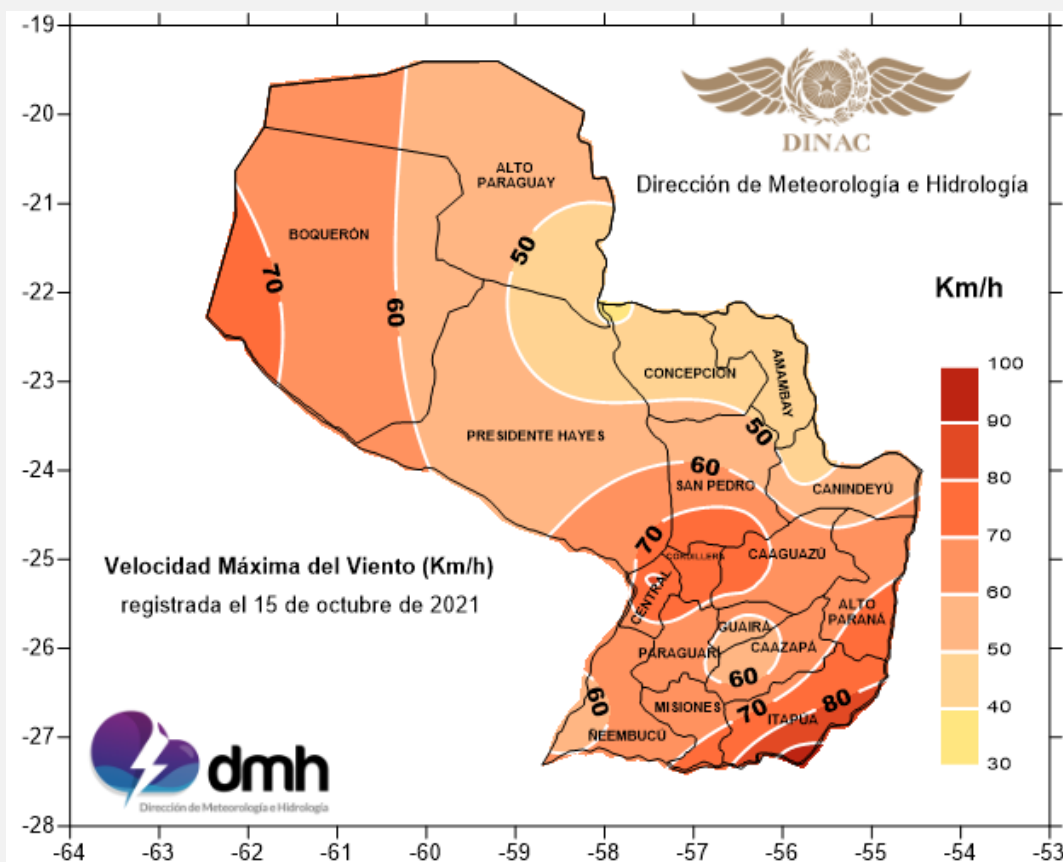 -19
-20
-21
-22
-23
-24
-25
-26
-27
-28
-64
-63
-62
-61
-60
-59
-58
-57
-56
-55
-54
-53
DINAC
Dirección de Meteorología e Hidrología
ALTO
PARAGUAY
BOQUERÓN
50
70
60
CONCEPCIÓN
AMAMBAY
PRESIDENTE HAYES
50
60
SAN PEDRO
CANINDEYÚ
70
CORDILLERA
CAAGUAZÚ
CENTRAL
ALTO
PARANÁ
GUAIRÁ
CAAZAPÁ
PARAGUARÍ
60
60
MISIONES
70
ITAPÚA
80
ÑEEMBUCÚ
Km/h
100
90
80
70
60
50
40
30
Velocidad Máxima del Viento (Km/h)
registrada el 15 de octubre de 2021
dmh
Dirección de Meteorología e Hidrología